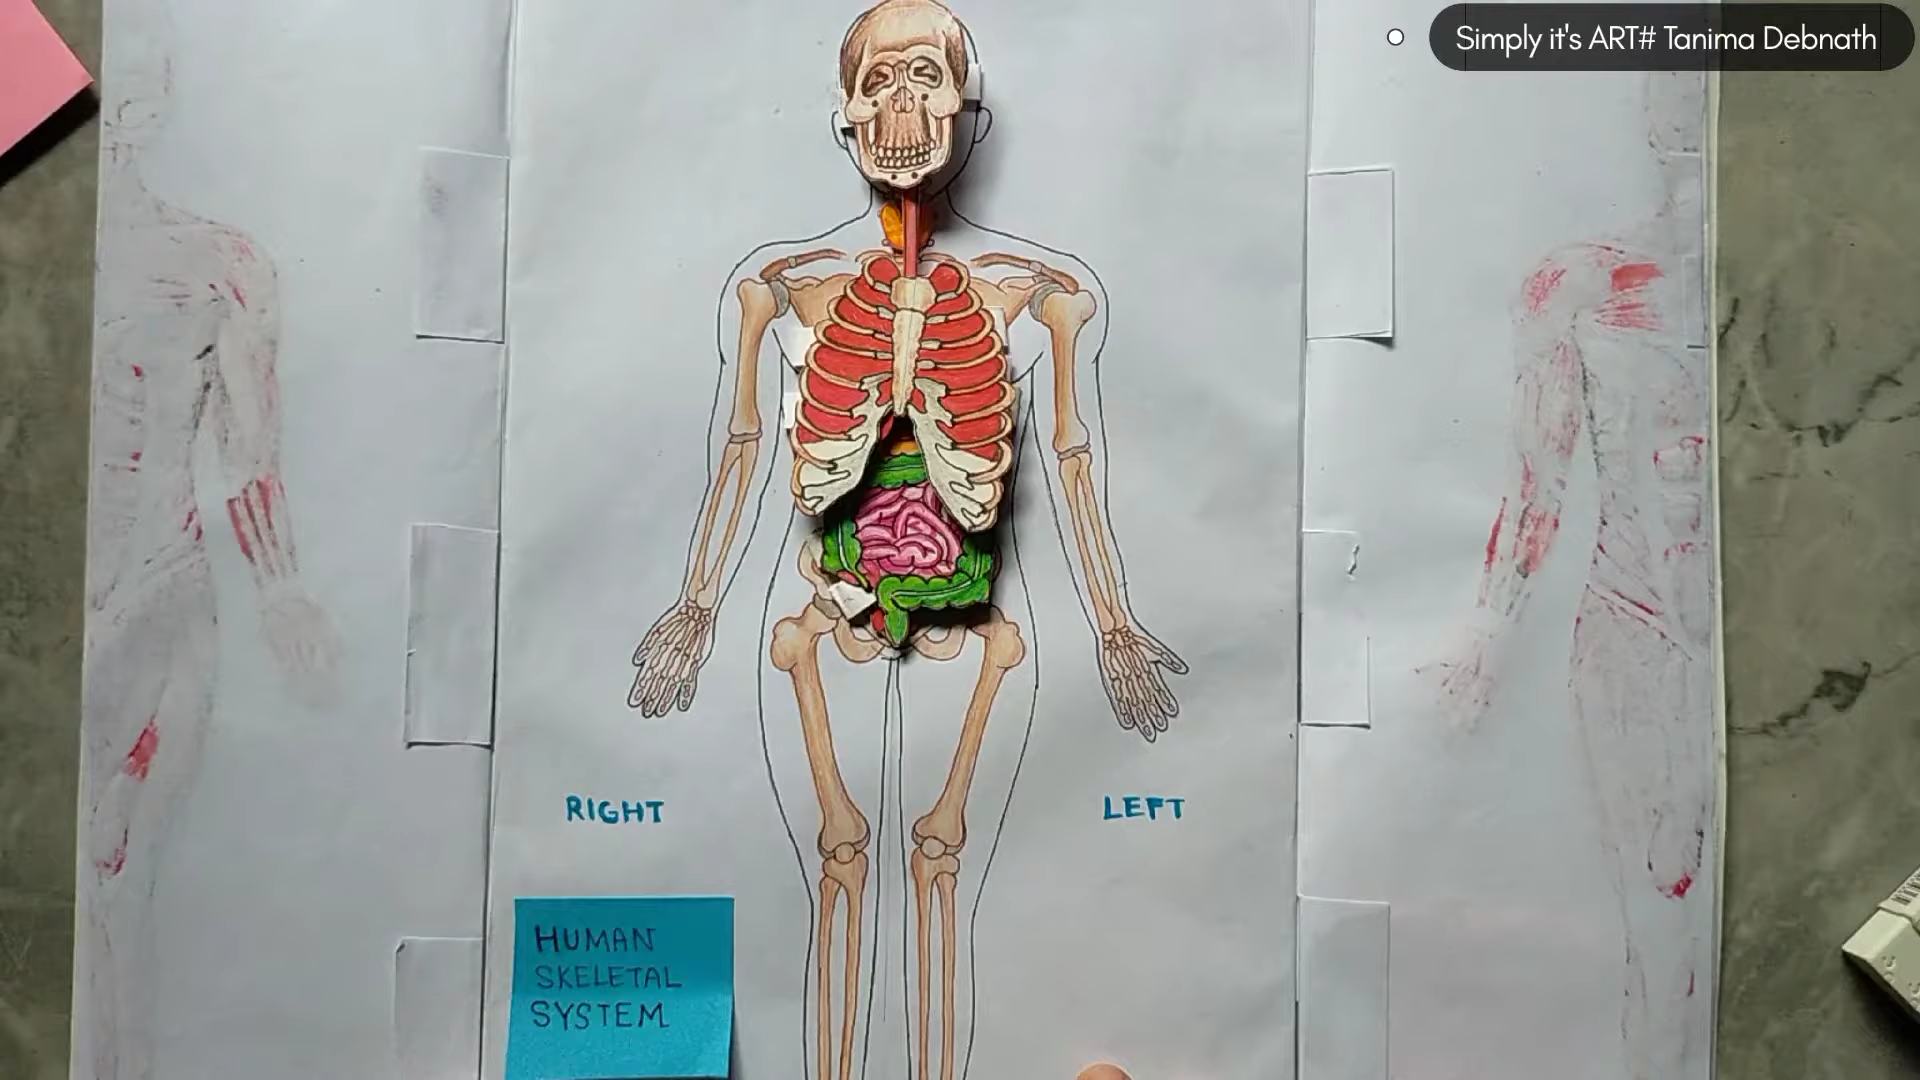 Simply it's ART# Tanima Debnath
RIGHT
LEFT
HUMAN
SKELETAL
SYSTEM